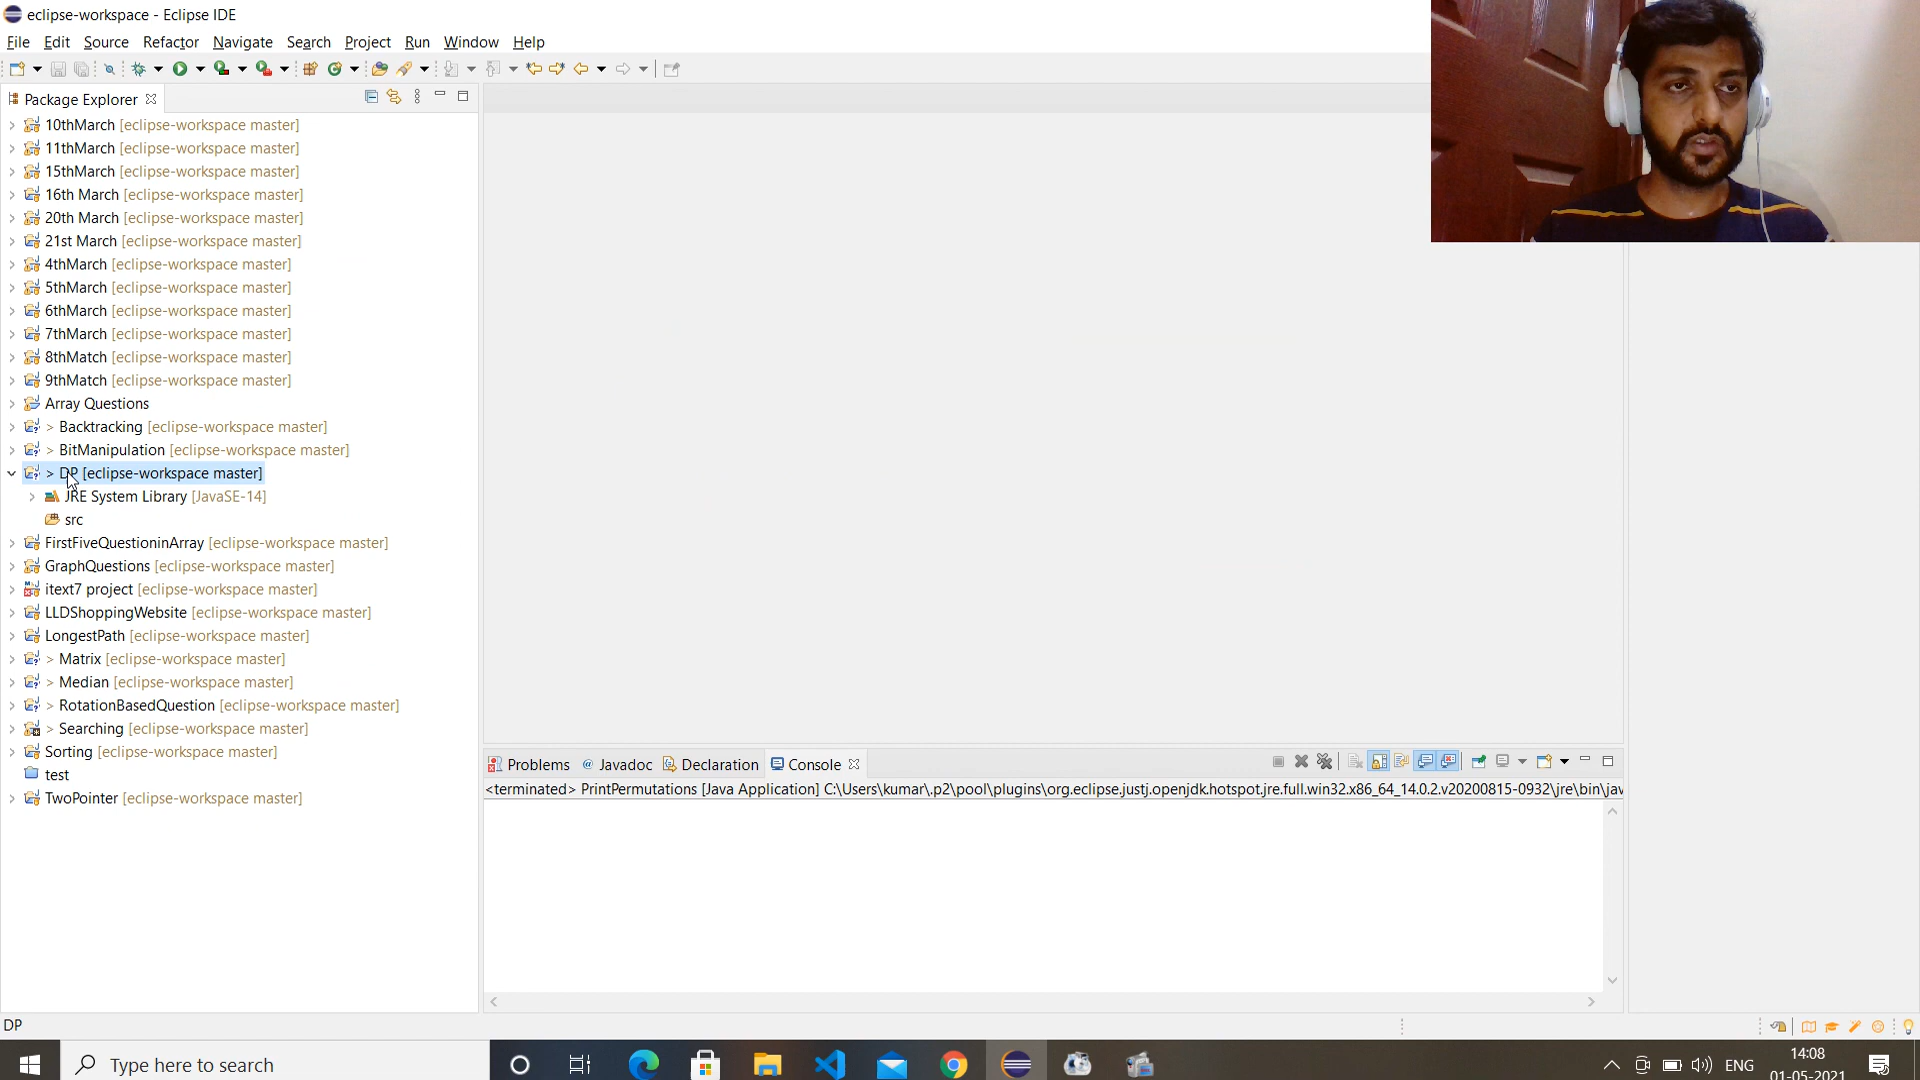 eclipse-workspace - Eclipse IDE
File Edit Source Refactor Navigate Search Project Run Window Help
Package Explorer
10thMarch [eclipse-workspace master]
11thMarch [eclipse-workspace master]
15thMarch [eclipse-workspace master]
16th March [eclipse-workspace master]
20th March [eclipse-workspace master]
21st March [eclipse-workspace master]
4thMarch [eclipse-workspace master]
5thMarch [eclipse-workspace master]
6thMarch [eclipse-workspace master]
7thMarch [eclipse-workspace master]
8thMatch [eclipse-workspace master]
9thMatch [eclipse-workspace master]
Array Questions
> Backtracking [eclipse-workspace master]
> BitManipulation [eclipse-workspace master]
> DP [eclipse-workspace master]
JRE System Library [JavaSE-14]
src
FirstFiveQuestioninArray [eclipse-workspace master]
GraphQuestions [eclipse-workspace master]
itext7 project [eclipse-workspace master]
LLDShoppingWebsite [eclipse-workspace master]
LongestPath [eclipse-workspace master]
> Matrix [eclipse-workspace master]
> Median [eclipse-workspace master]
> RotationBasedQuestion [eclipse-workspace master]
> Searching [eclipse-workspace master]
Sorting [eclipse-workspace master]
test
TwoPointer [eclipse-workspace master]
Problems @ Javadoc Declaration Console
<terminated> PrintPermutations [Java Application] C:\Users\kumar\.p2\pool\plugins\org.eclipse.justj.openjdk.hotspot.jre.full.win32.x86_64_14.0.2.v20200815-0932\jre\bin\jav
DP
Type here to search
ENG
14:08
01-05-2021